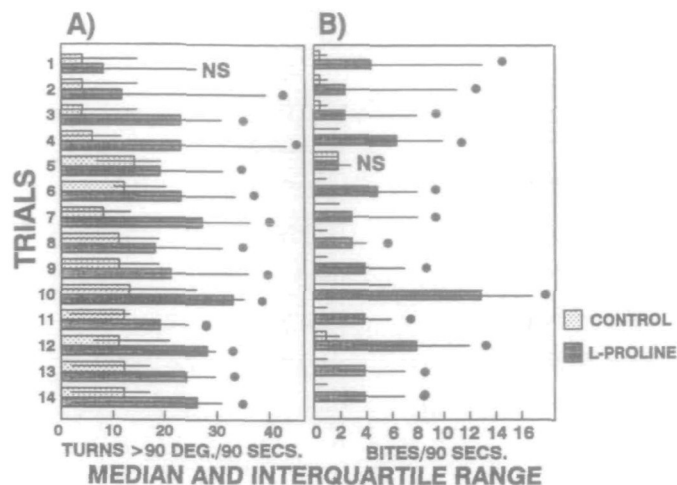 A)
B)
TRIALS
1
2
3
4
5
6
7
8
9
10
11
12
13
14
NS
NS
CONTROL
L-PROLINE
0 10 20 30 40
0 2 4 6 8 10 12 14 16
TURNS >90 DEG./90 SECS.
BITES/90 SECS.
MEDIAN AND INTERQUARTILE RANGE